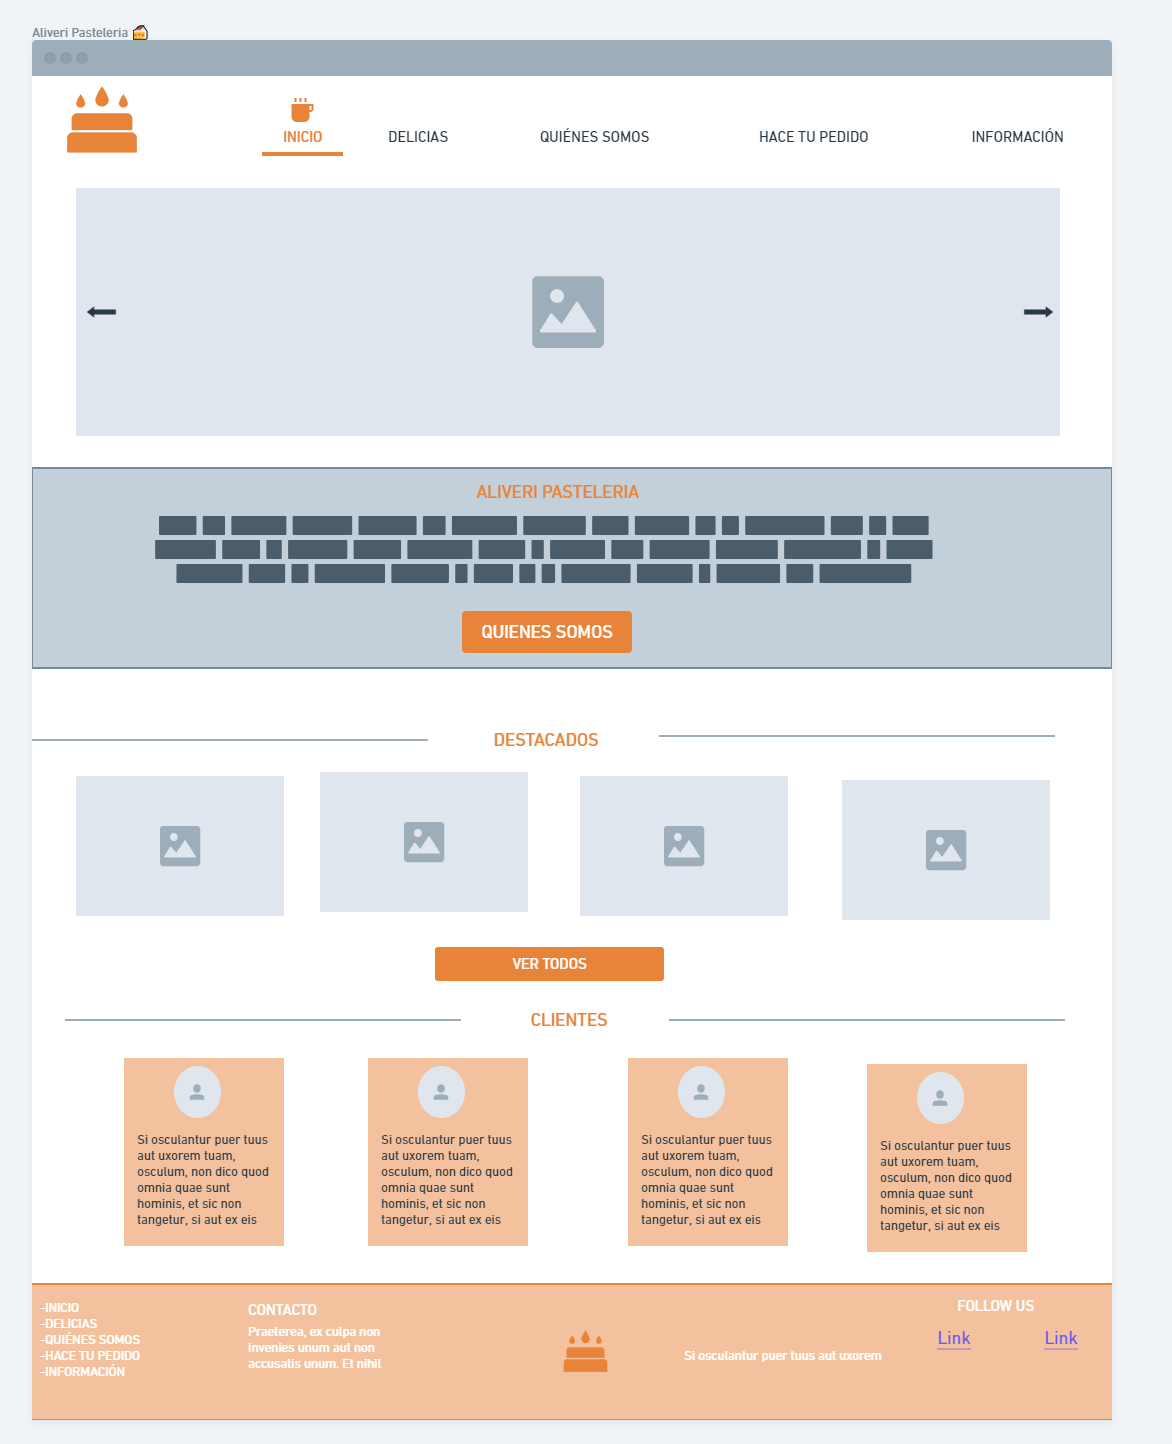 Aliveri Pasteleria 🍰
INICIO
DELICIAS
QUIÉNES SOMOS
HACE TU PEDIDO
INFORMACIÓN
ALIVERI PASTELERIA
QUIENES SOMOS
DESTACADOS
VER TODOS
CLIENTES
Si osculantur puer tuus
aut uxorem tuam,
osculum, non dico quod
omnia quae sunt
hominis, et sic non
tangetur, si aut ex eis
Si osculantur puer tuus
aut uxorem tuam,
osculum, non dico quod
omnia quae sunt
hominis, et sic non
tangetur, si aut ex eis
Si osculantur puer tuus
aut uxorem tuam,
osculum, non dico quod
omnia quae sunt
hominis, et sic non
tangetur, si aut ex eis
Si osculantur puer tuus
aut uxorem tuam,
osculum, non dico quod
omnia quae sunt
hominis, et sic non
tangetur, si aut ex eis
-INICIO
-DELICIAS
-QUIÉNES SOMOS
-HACE TU PEDIDO
-INFORMACIÓN
CONTACTO
Praeterea, ex culpa non
invenies unum aut non
accusatis unum. Et nihil
Si osculantur puer tuus aut uxorem
FOLLOW US
Link
Link